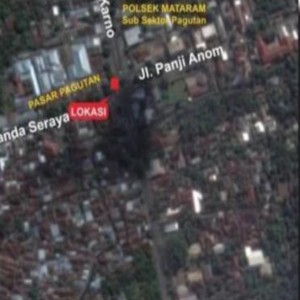 Karno
POLSEK MATARAM
Sub Sektor Pagutan
Jl. Panji Anom
PASAR PAGUTAN
LOKASI
anda Seraya